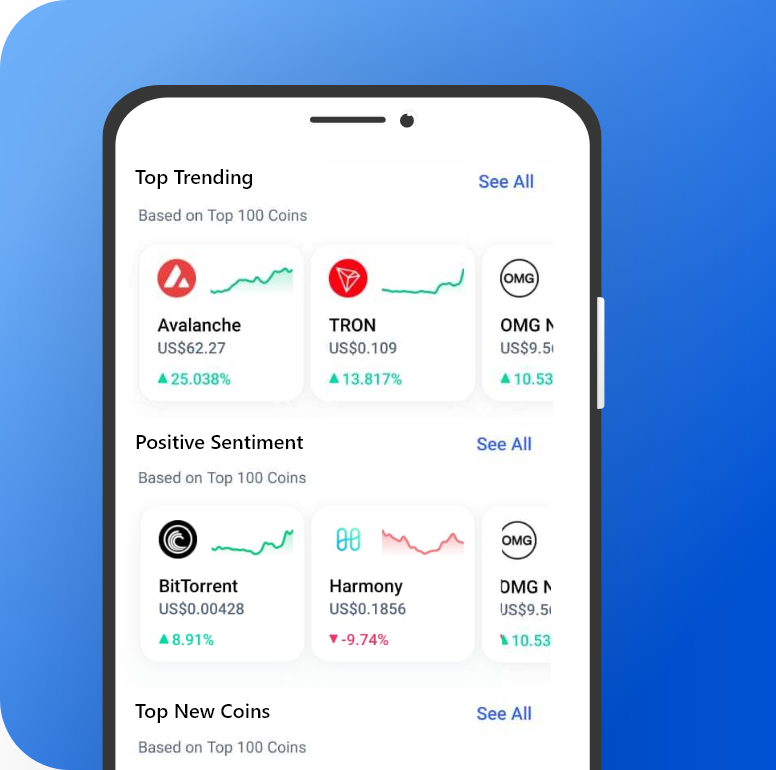 Top Trending
See All
Based on Top 100 Coins
OMG
Avalanche
TRON
OMG N
US$62.27
US$0.109
US$9.5
▲25.038%
▲13.817%
▲10.53
Positive Sentiment
See All
Based on Top 100 Coins
OMG
BitTorrent
Harmony
OMG N
US$0.00428
US$0.1856
US$9.5
▲8.91%
▼-9.74%
10.53
Top New Coins
See All
Based on Top 100 Coins